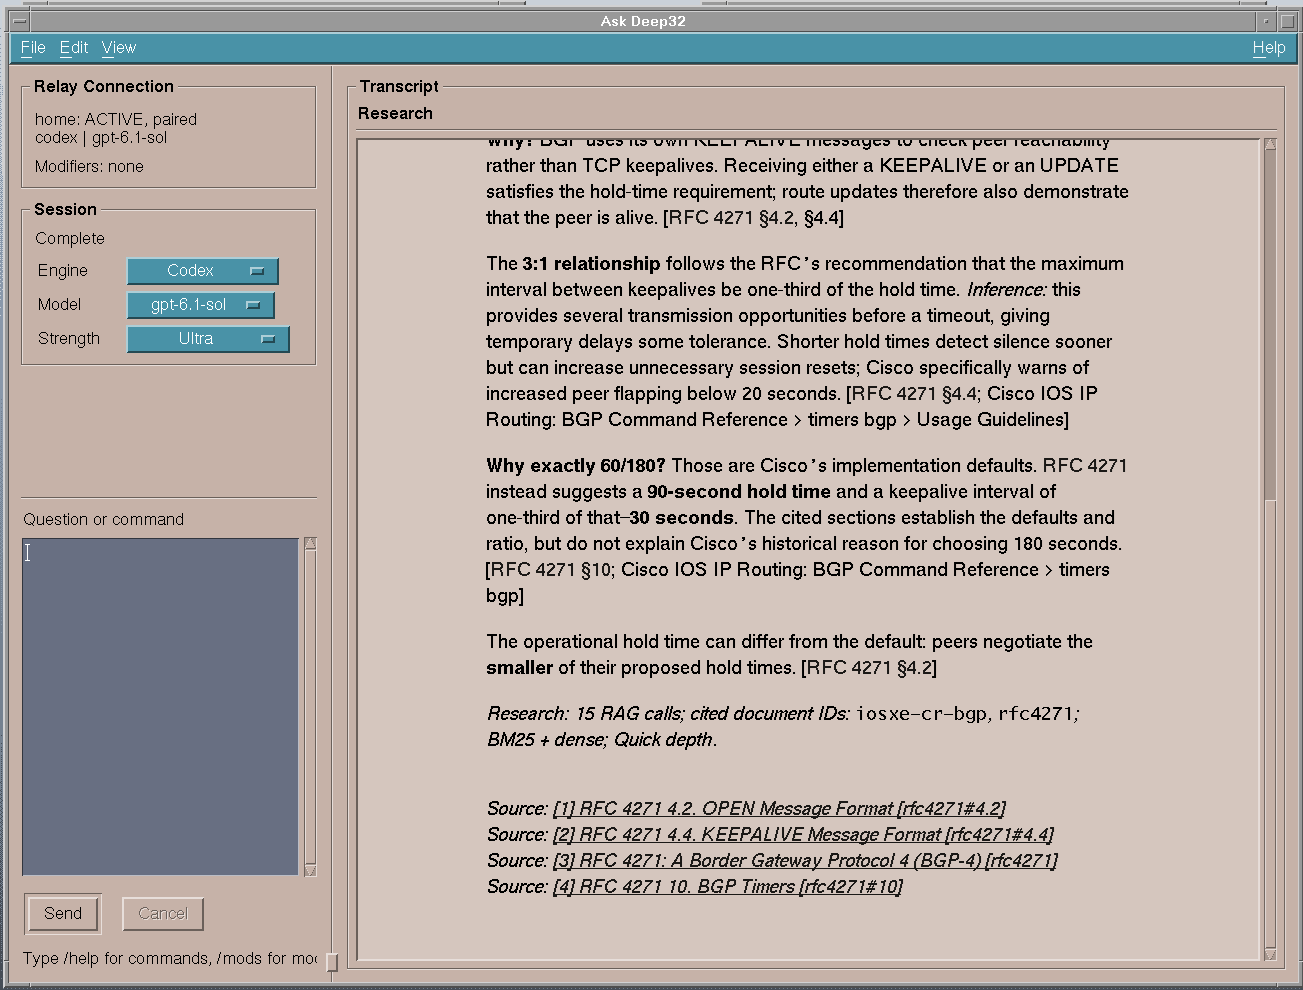 Ask Deep32
File Edit View Help
Relay Connection
home: ACTIVE, paired
codex | gpt-6.1-sol
Modifiers: none
Session
Complete
Engine Codex
Model gpt-6.1-sol
Strength Ultra
Question or command
Send Cancel
Type /help for commands, /mods for mo
Transcript
Research
Why? BGP uses its own KEEPALIVE messages to check peer reachability
rather than TCP keepalives. Receiving either a KEEPALIVE or an UPDATE
satisfies the hold-time requirement; route updates therefore also demonstrate
that the peer is alive. [RFC 4271 §4.2, §4.4]
The 3:1 relationship follows the RFC's recommendation that the maximum
interval between keepalives be one-third of the hold time. Inference: this
provides several transmission opportunities before a timeout, giving
temporary delays some tolerance. Shorter hold times detect silence sooner
but can increase unnecessary session resets; Cisco specifically warns of
increased peer flapping below 20 seconds. [RFC 4271 §4.4; Cisco IOS IP
Routing: BGP Command Reference > timers bgp > Usage Guidelines]
Why exactly 60/180? Those are Cisco's implementation defaults. RFC 4271
instead suggests a 90-second hold time and a keepalive interval of
one-third of that–30 seconds. The cited sections establish the defaults and
ratio, but do not explain Cisco's historical reason for choosing 180 seconds.
[RFC 4271 §10; Cisco IOS IP Routing: BGP Command Reference > timers
bgp]
The operational hold time can differ from the default: peers negotiate the
smaller of their proposed hold times. [RFC 4271 §4.2]
Research: 15 RAG calls; cited document IDs: iosxe-cr-bgp, rfc4271;
BM25 + dense; Quick depth.
Source: [1] RFC 4271 4.2. OPEN Message Format [rfc4271#4.2]
Source: [2] RFC 4271 4.4. KEEPALIVE Message Format [rfc4271#4.4]
Source: [3] RFC 4271: A Border Gateway Protocol 4 (BGP-4) [rfc4271]
Source: [4] RFC 4271 10. BGP Timers [rfc4271#10]